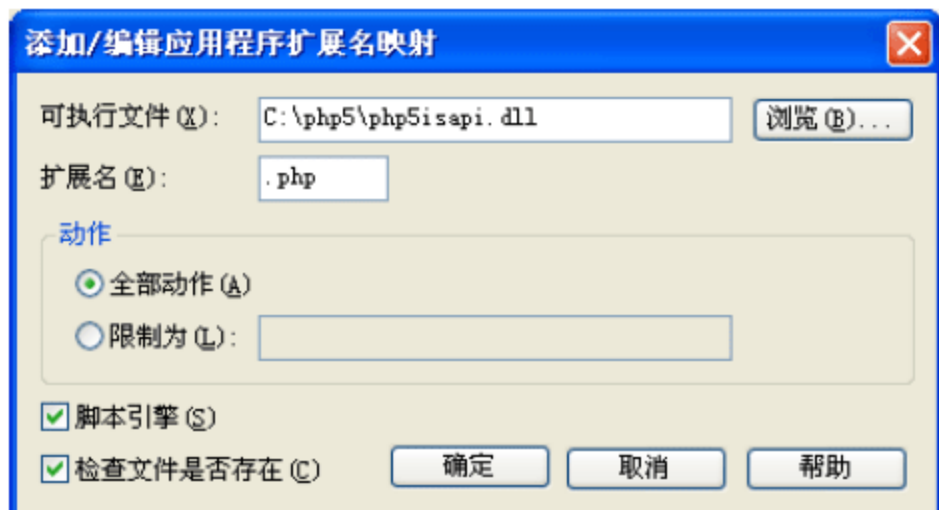 添加/编辑应用程序扩展名映射
可执行文件(X): C:\php5\php5isapi.dll 浏览(B)...
扩展名(E): .php
动作
全部动作(A)
限制为(L):
脚本引擎(S)
检查文件是否存在(C) 确定 取消 帮助